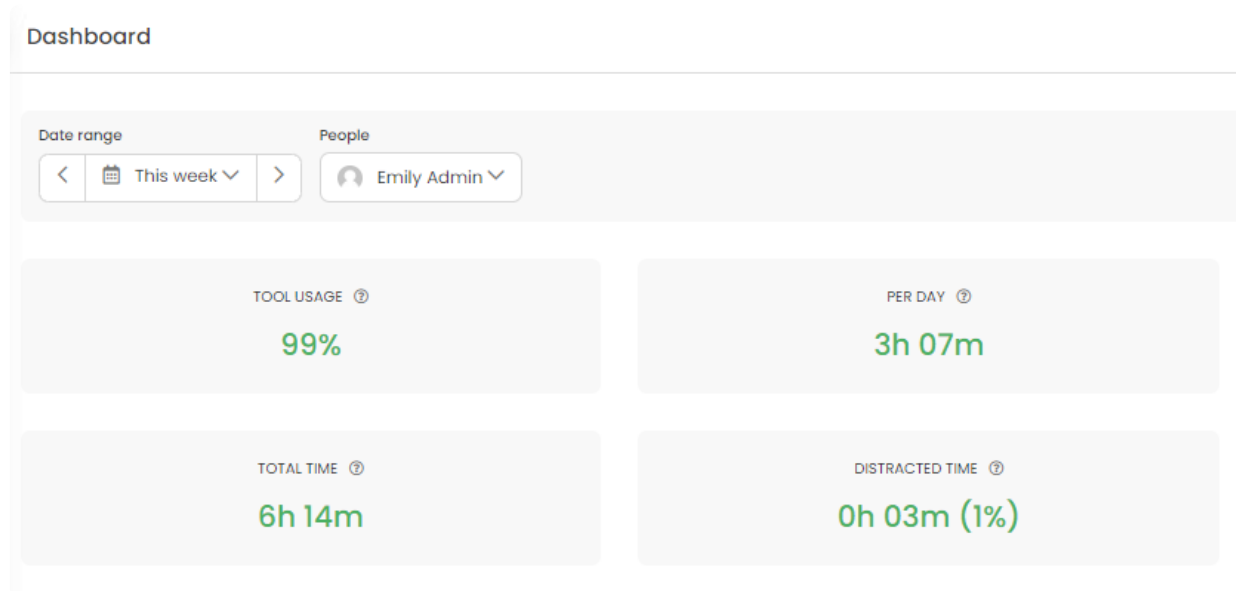 Dashboard
Date range
People
This week
Emily Admin
TOOL USAGE ?
PER DAY ?
99%
3h 07m
TOTAL TIME ?
DISTRACTED TIME ?
6h 14m
0h 03m (1%)